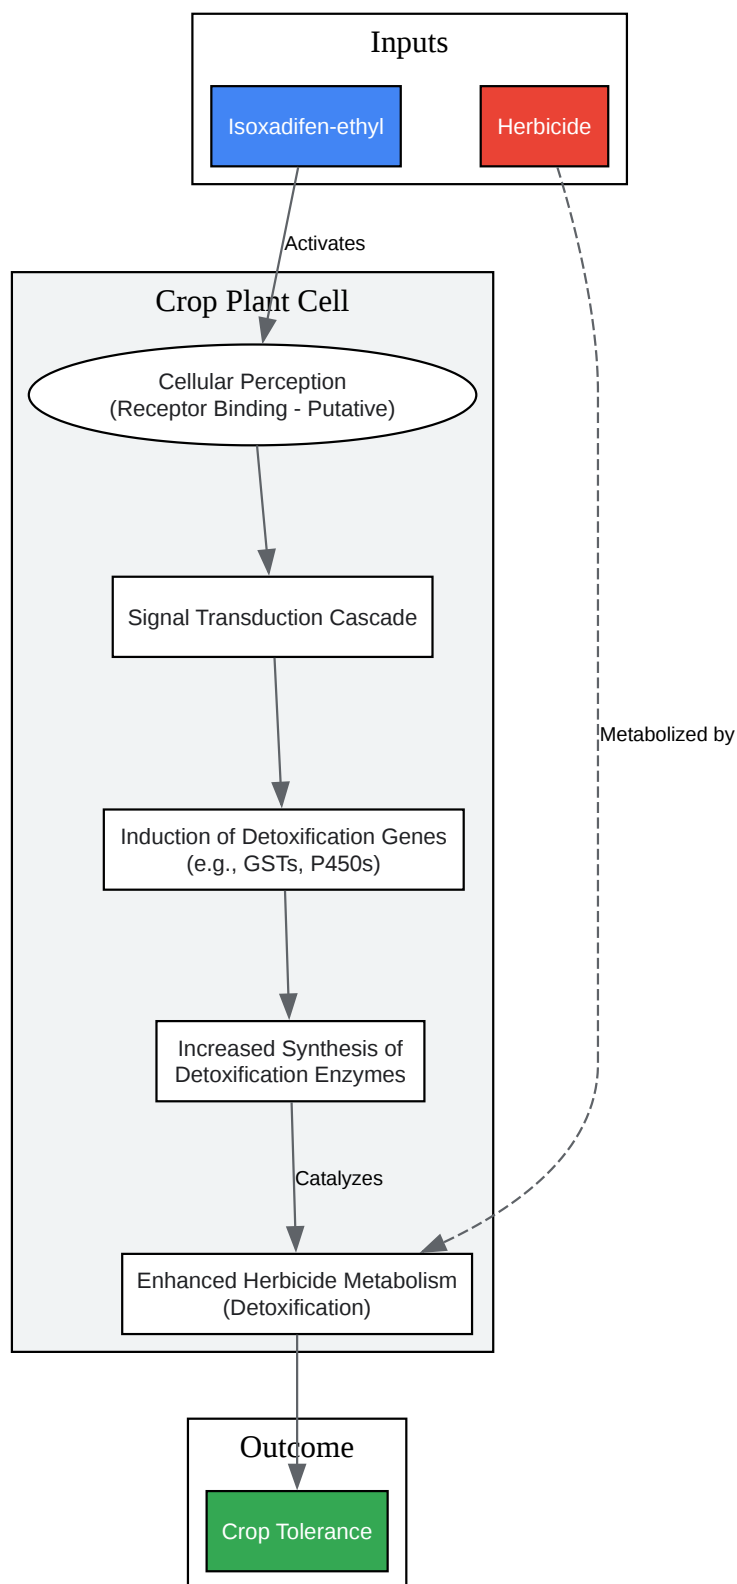 Inputs
Isoxadifen-ethyl
Herbicide
Activates
Crop Plant Cell
Cellular Perception
(Receptor Binding - Putative)
Signal Transduction Cascade
Metabolized by
Induction of Detoxification Genes
(e.g., GSTs, P450s)
Increased Synthesis of
Detoxification Enzymes
Catalyzes
Enhanced Herbicide Metabolism
(Detoxification)
Outcome
Crop Tolerance